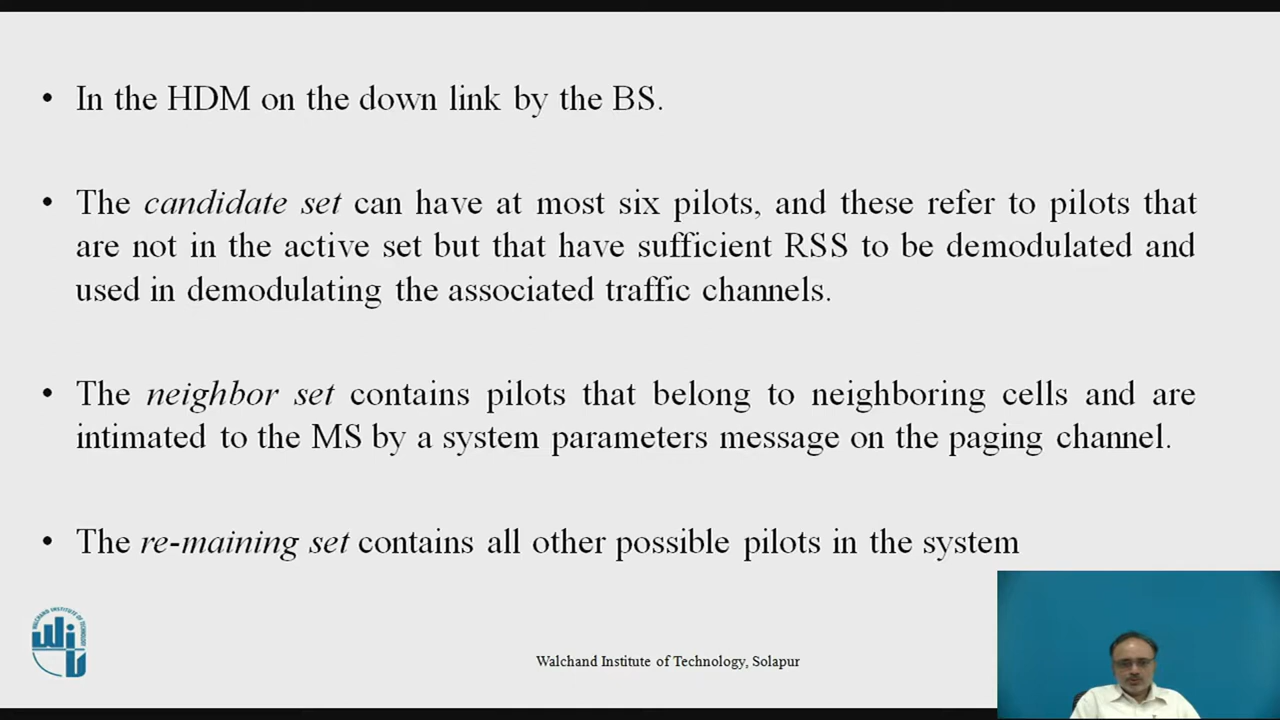 • In the HDM on the down link by the BS.
• The candidate set can have at most six pilots, and these refer to pilots that
are not in the active set but that have sufficient RSS to be demodulated and
used in demodulating the associated traffic channels.
• The neighbor set contains pilots that belong to neighboring cells and are
intimated to the MS by a system parameters message on the paging channel.
• The re-maining set contains all other possible pilots in the system
WALCHAND INSTITUTE OF TECHNOLOGY
Walchand Institute of Technology, Solapur